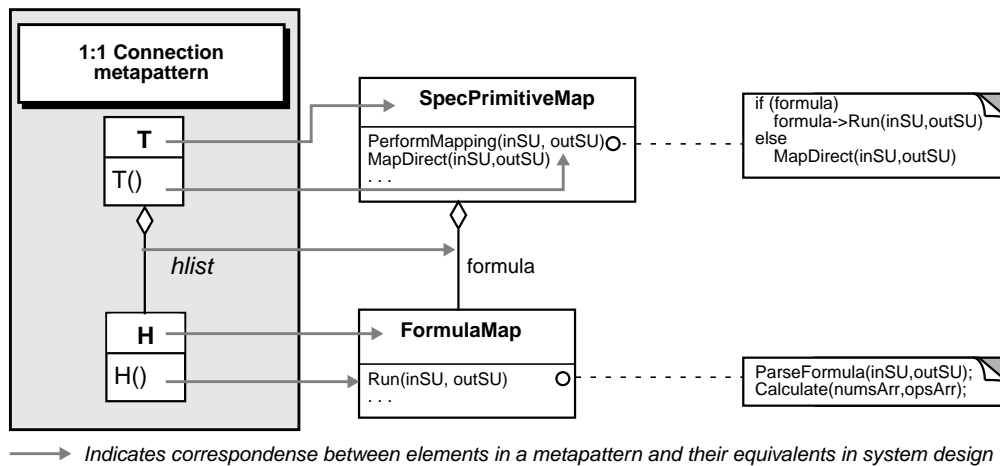 1:1 Connection
metapattern
T
T()
hlist
H
H()
SpecPrimitiveMap
PerformMapping(inSU, outSU)
MapDirect(inSU,outSU)
. . .
formula
FormulaMap
Run(inSU, outSU)
. . .
if (formula)
formula->Run(inSU,outSU)
else
MapDirect(inSU,outSU)
ParseFormula(inSU,outSU);
Calculate(numsArr,opsArr);
Indicates correspondense between elements in a metapattern and their equivalents in system design